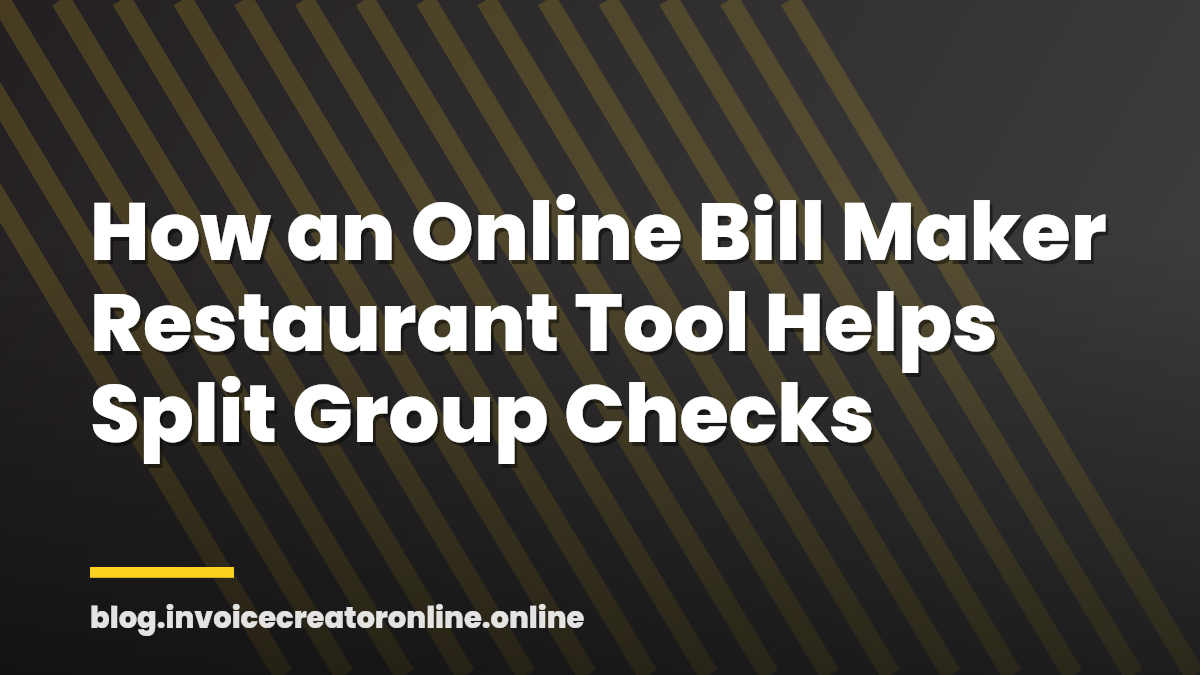 How an Online Bill Maker
Restaurant Tool Helps
Split Group Checks
blog.invoicecreatoronline.online